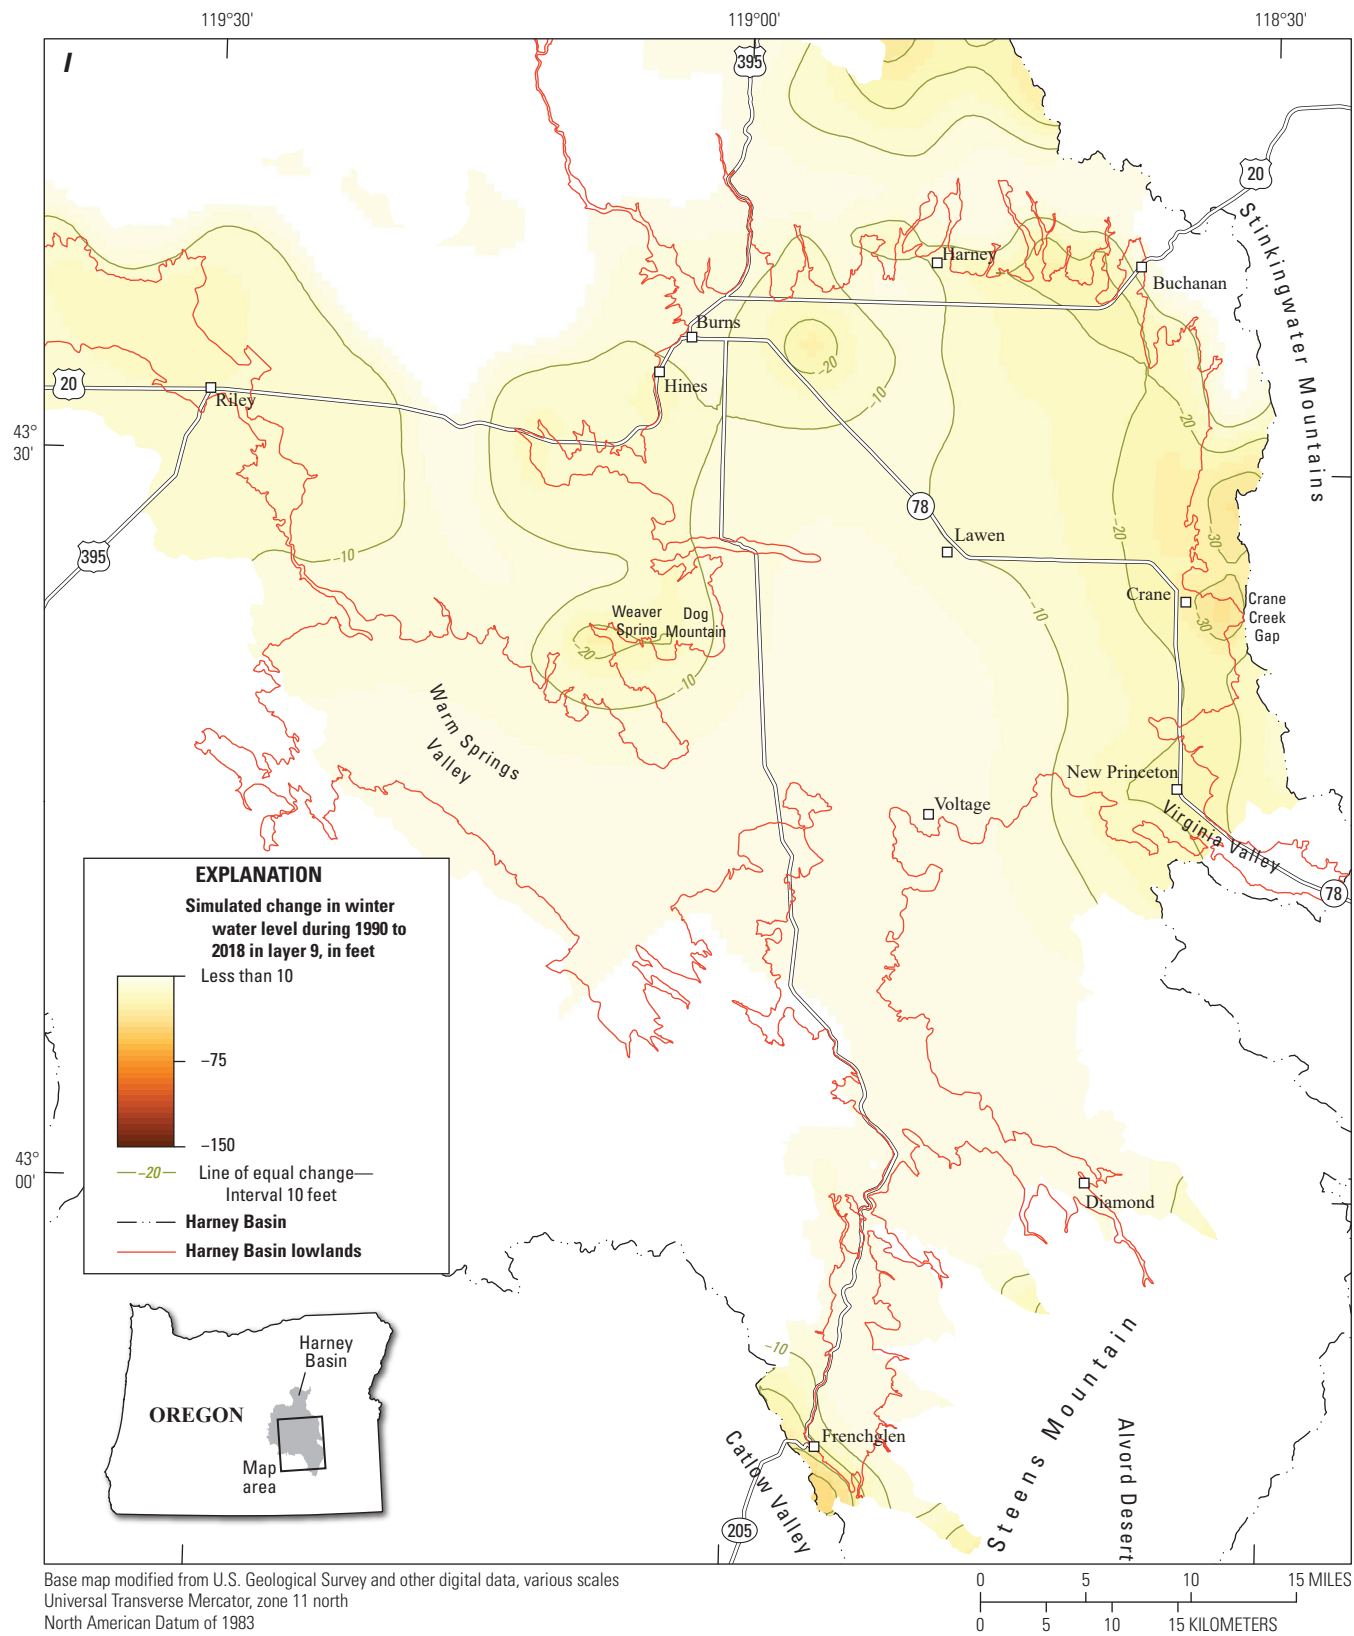 119°30'
119°00'
118°30'
I
395
20
Stinkingwater Mountains
Harney
Buchanan
Burns
–20
–10
Hines
20
Riley
–20
43°
30'
78
–20
–30
Lawen
395
–10
Crane
Crane
Creek
Gap
–10
–30
Weaver
Spring
Dog
Mountain
–20
–10
Warm Springs
Valley
New Princeton
Voltage
Virginia Valley
78
EXPLANATION
Simulated change in winter
water level during 1990 to
2018 in layer 9, in feet
Less than 10
–75
–150
–20
Line of equal change—
Interval 10 feet
Harney Basin
Harney Basin lowlands
43°
00'
Diamond
Harney
Basin
OREGON
Map
area
–10
Frenchglen
Catlow Valley
Steens Mountain
Alvord Desert
205
Base map modified from U.S. Geological Survey and other digital data, various scales
Universal Transverse Mercator, zone 11 north
North American Datum of 1983
0 5 10 15 MILES
0 5 10 15 KILOMETERS